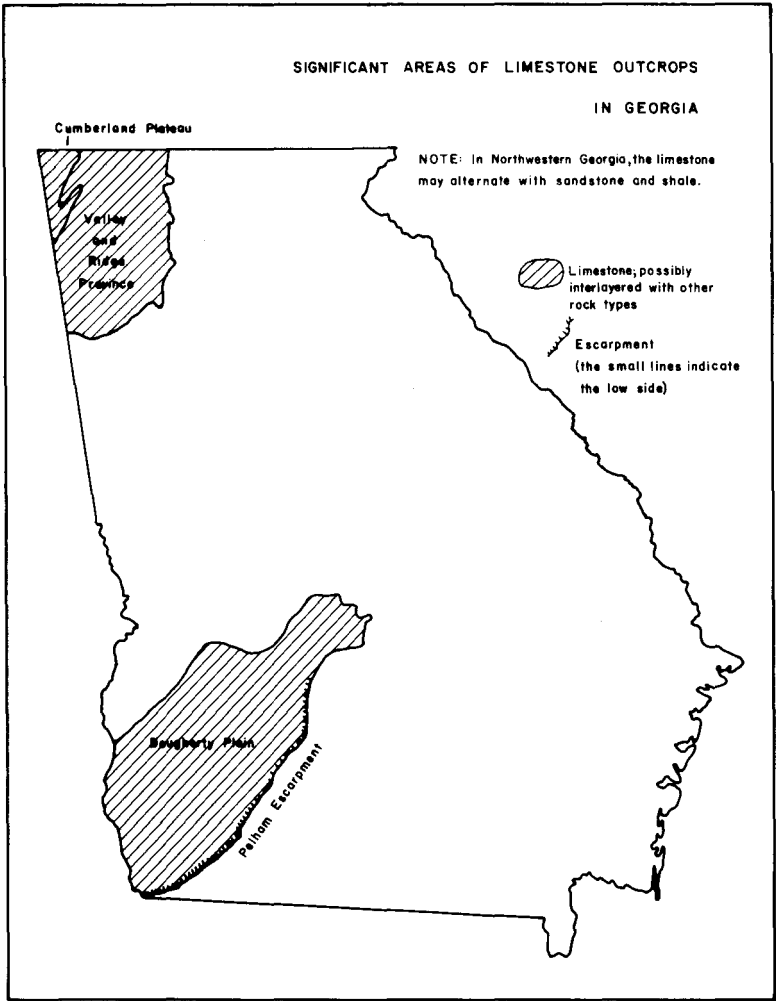 SIGNIFICANT AREAS OF LIMESTONE OUTCROPS
IN GEORGIA
Cumberland Plateau
NOTE: In Northwestern Georgia, the limestone
may alternate with sandstone and shale.
Valley
and
Ridge
Province
Limestone; possibly
interlayered with other
rock types
Escarpment
(the small lines indicate
the low side)
Dougherty Plain
Pelham Escarpment